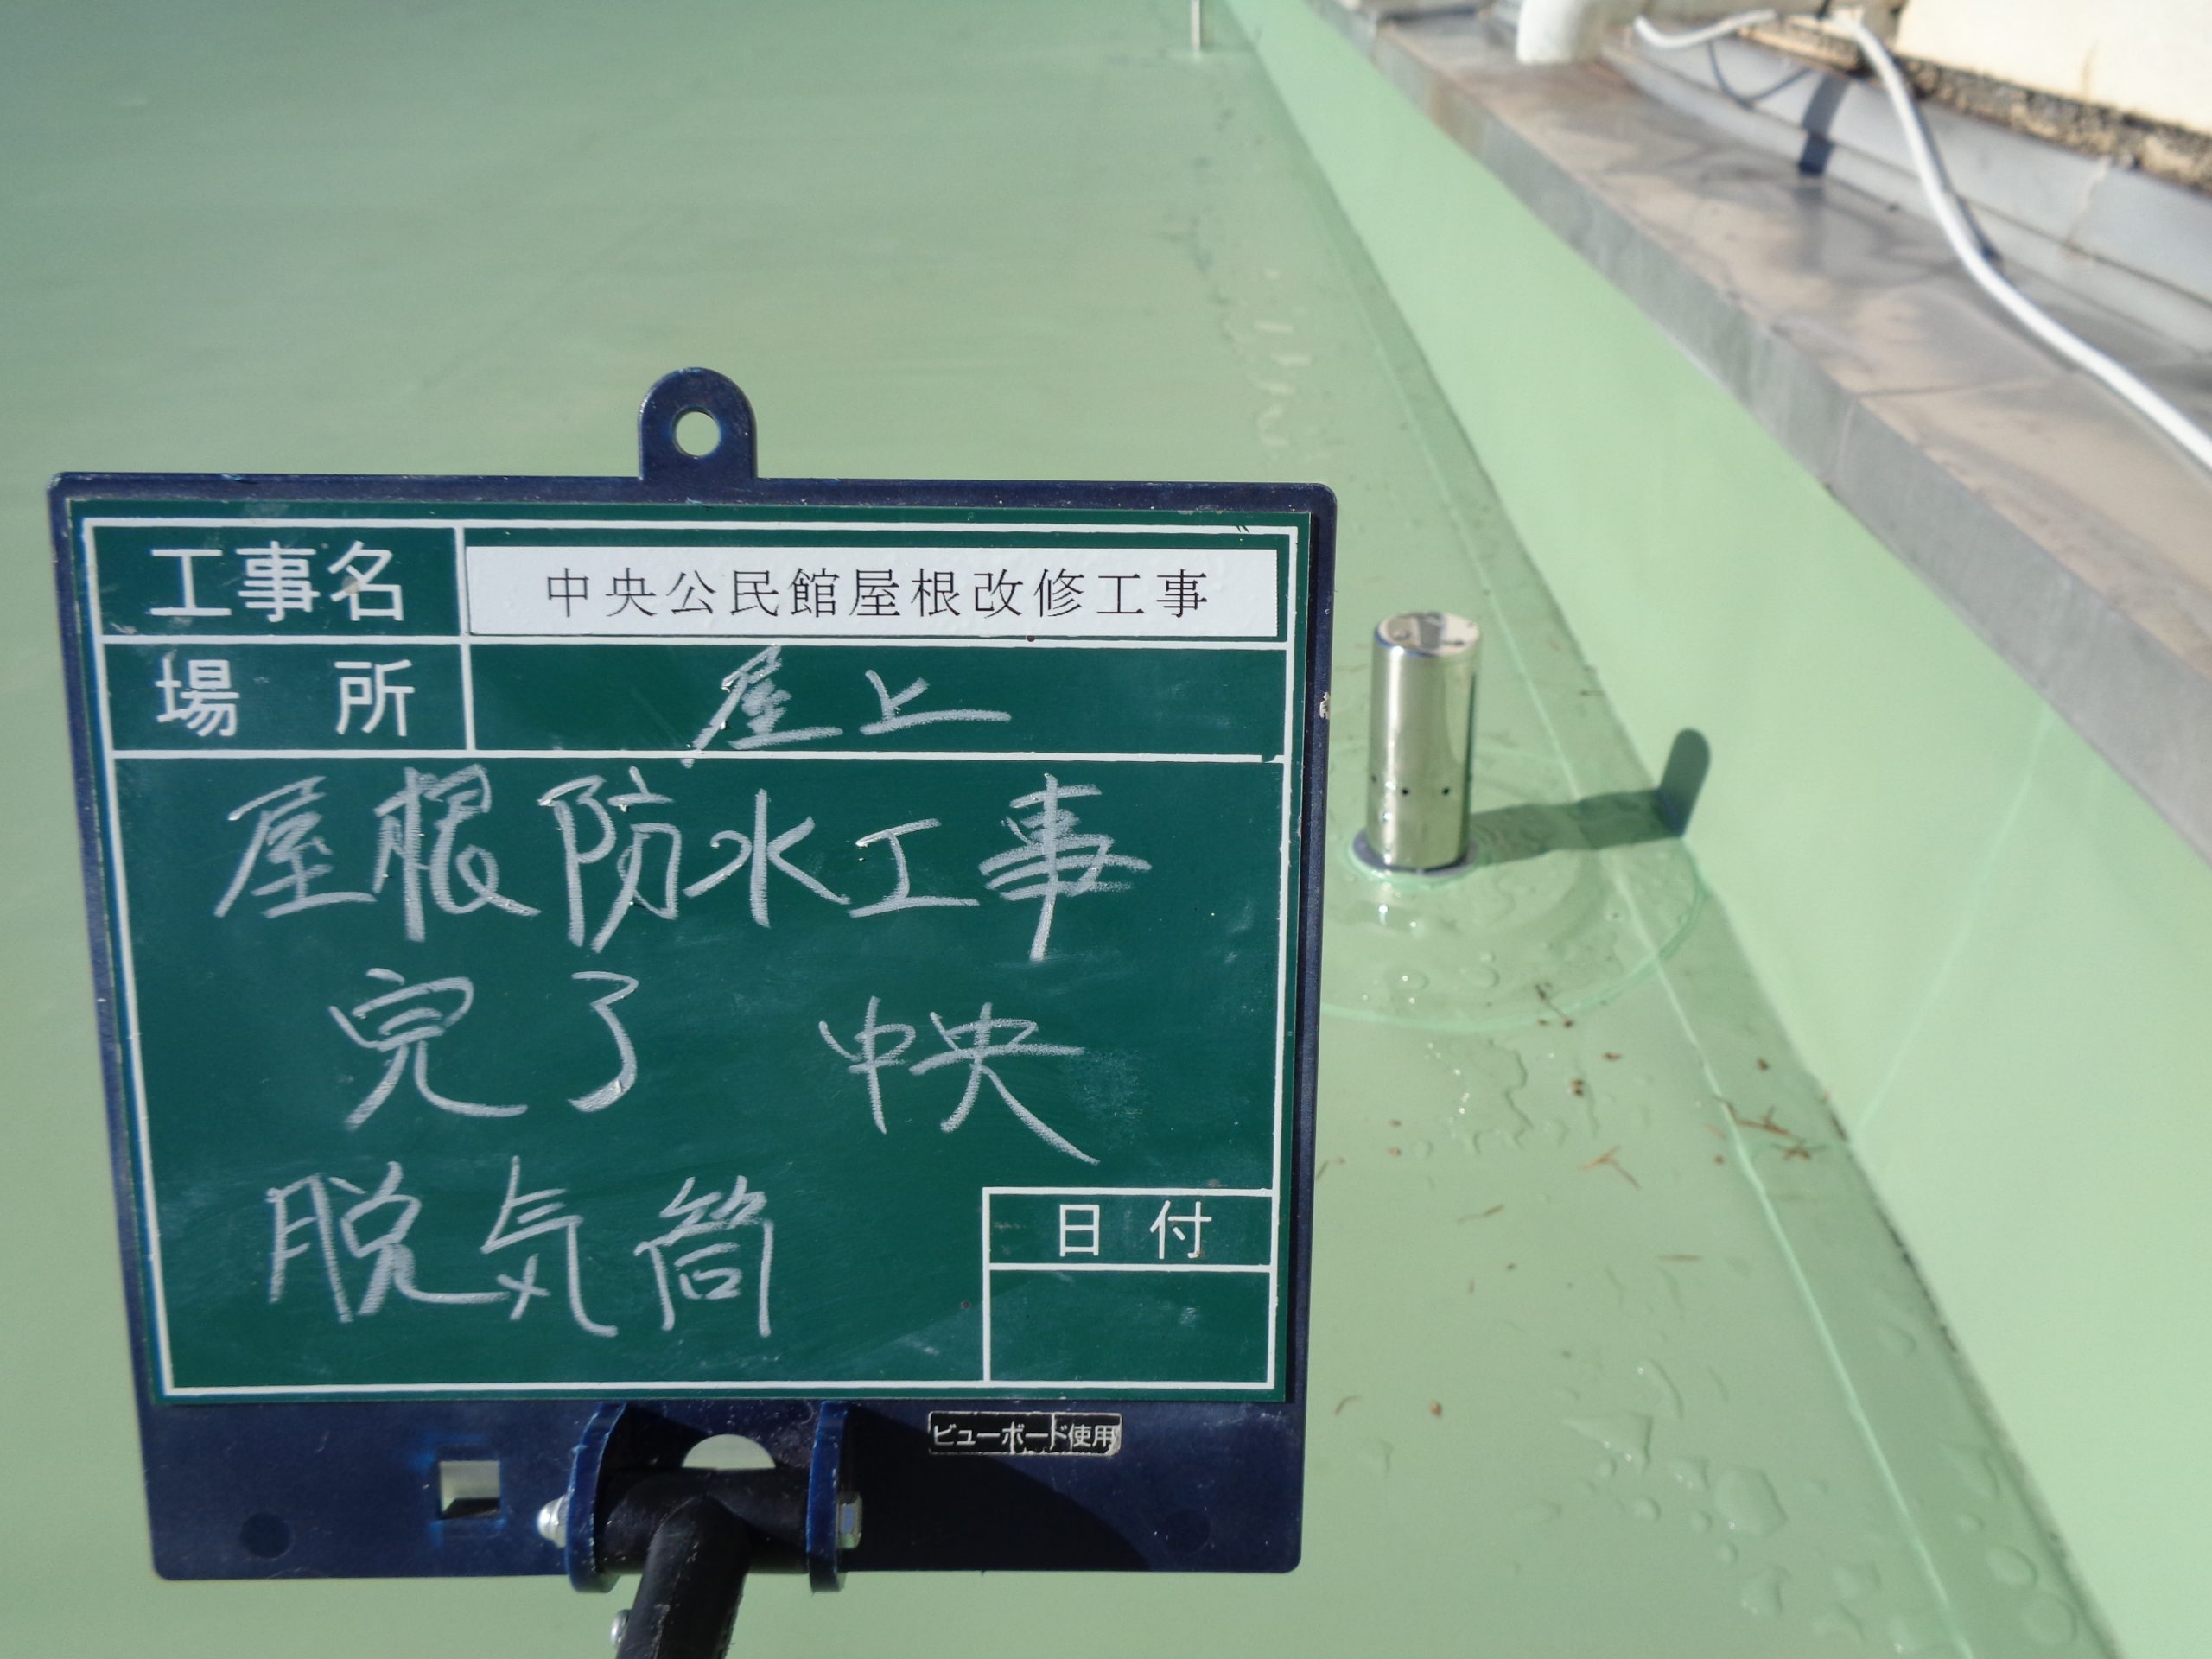 工事名 中央公民館屋根改修工事
場所 屋上
屋根防水工事
完了 中央
脱気筒
日付
ビューボード使用